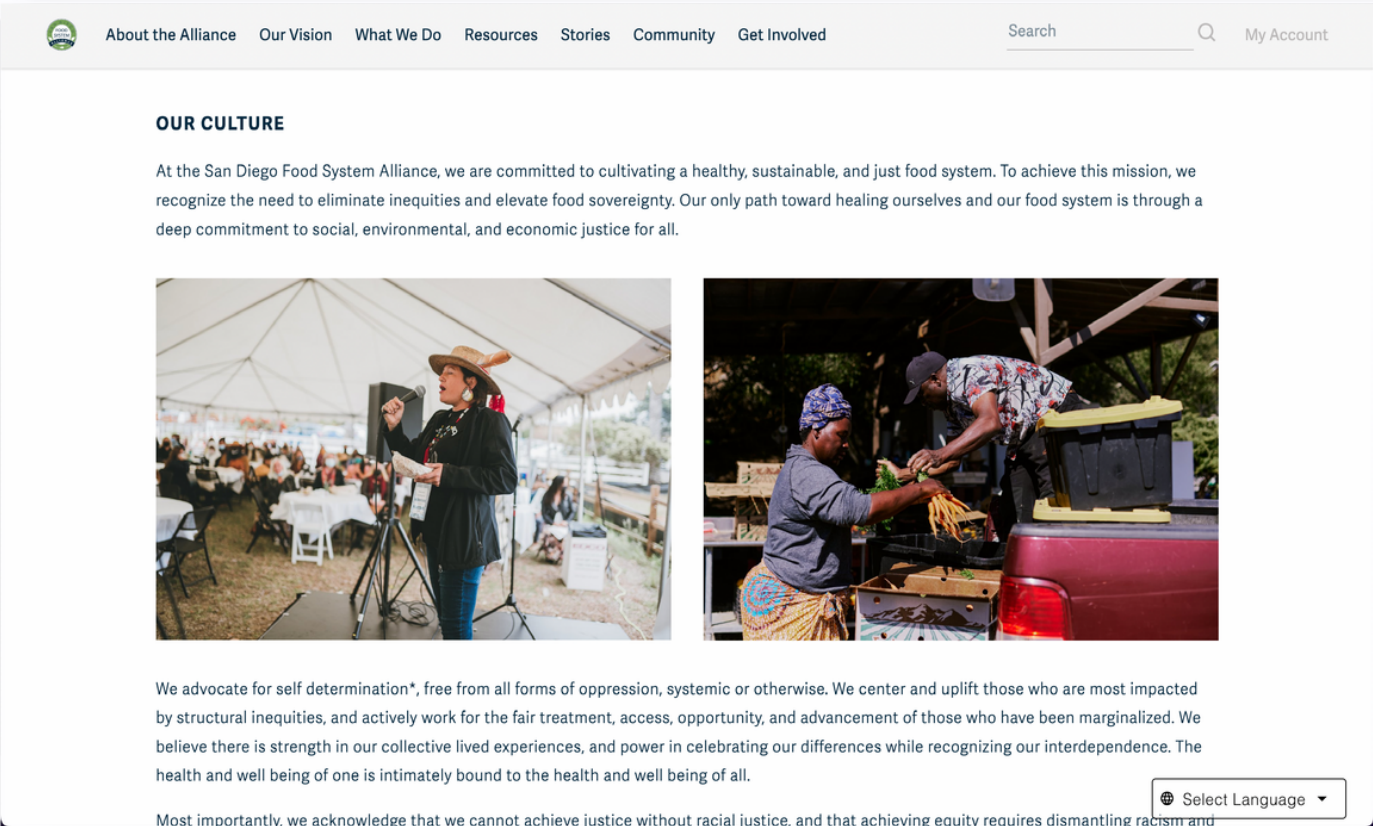 FOOD
SYSTEM
ALLIANCE
About the Alliance
Our Vision
What We Do
Resources
Stories
Community
Get Involved
Search
My Account
OUR CULTURE
At the San Diego Food System Alliance, we are committed to cultivating a healthy, sustainable, and just food system. To achieve this mission, we
recognize the need to eliminate inequities and elevate food sovereignty. Our only path toward healing ourselves and our food system is through a
deep commitment to social, environmental, and economic justice for all.
We advocate for self determination*, free from all forms of oppression, systemic or otherwise. We center and uplift those who are most impacted
by structural inequities, and actively work for the fair treatment, access, opportunity, and advancement of those who have been marginalized. We
believe there is strength in our collective lived experiences, and power in celebrating our differences while recognizing our interdependence. The
health and well being of one is intimately bound to the health and well being of all.
Select Language
Most importantly, we acknowledge that we cannot achieve justice without racial justice, and that achieving equity requires dismantling racism and